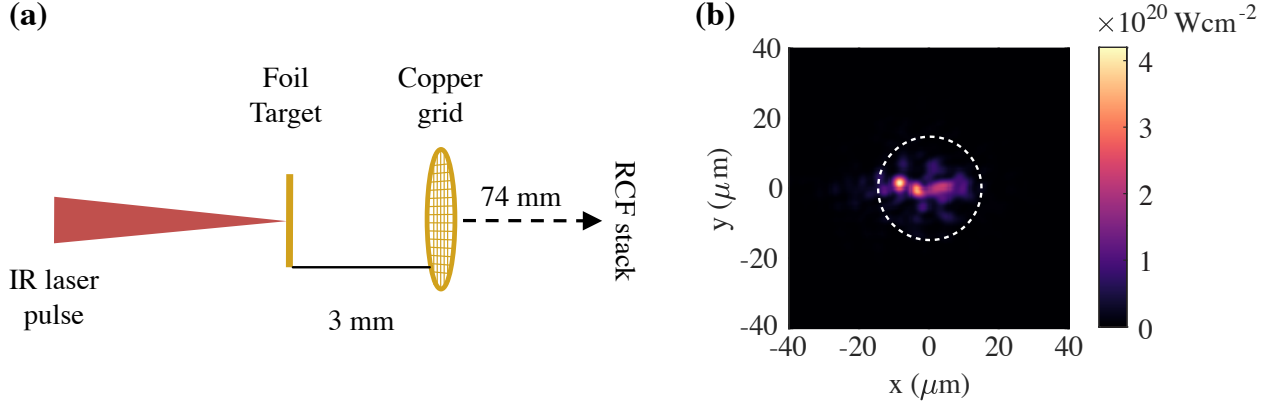 (a)
Foil
Target
Copper
grid
74 mm
RCF stack
IR laser
pulse
3 mm
(b)
×10²⁰ Wcm⁻²
40
20
0
-20
-40
y (μm)
-40
-20
0
20
40
x (μm)
4
3
2
1
0